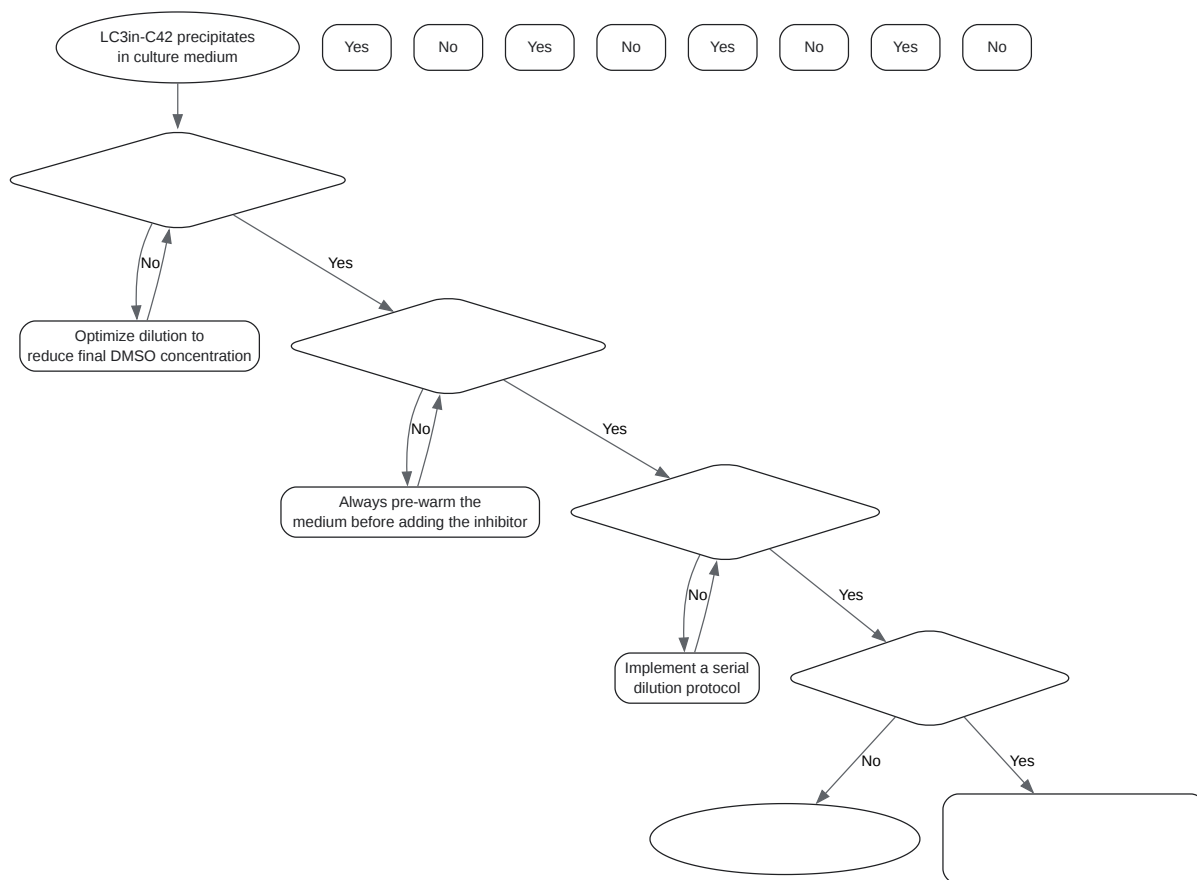 LC3in-C42 precipitates
in culture medium
Yes
No
Yes
No
Yes
No
Yes
No
No
Yes
Optimize dilution to
reduce final DMSO concentration
No
Yes
Always pre-warm the
medium before adding the inhibitor
No
Yes
Implement a serial
dilution protocol
No
Yes